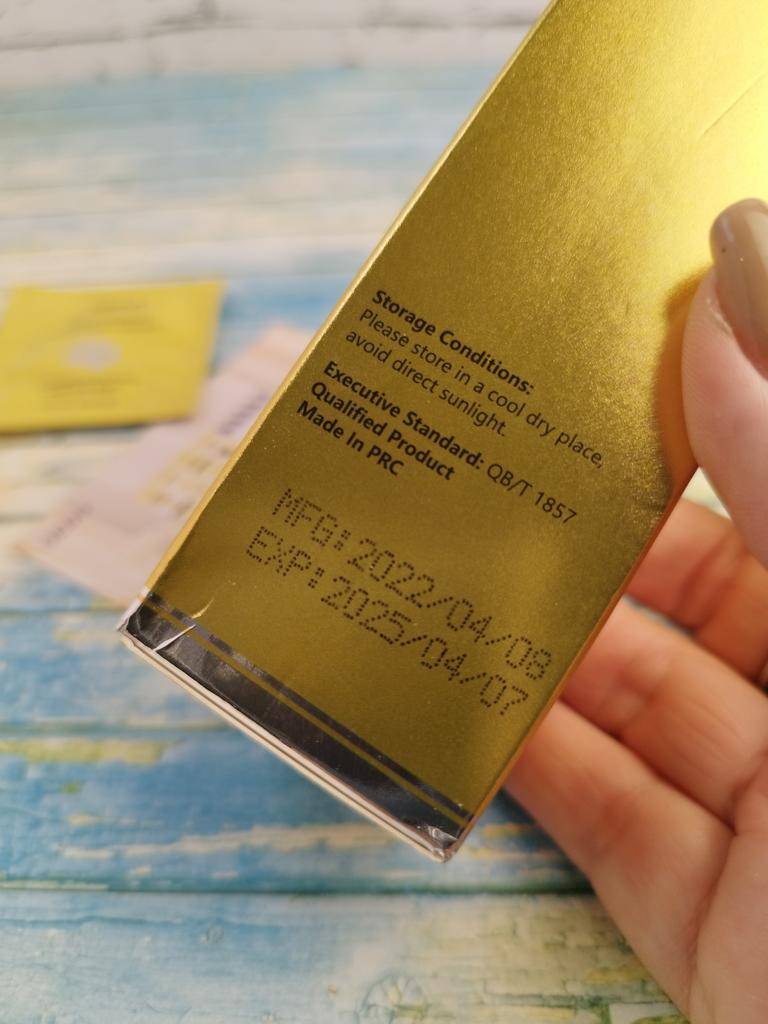 Storage Conditions:
Please store in a cool dry place,
avoid direct sunlight.
Executive Standard: QB/T 1857
Qualified Product
Made In PRC
MFG: 2022/04/08
EXP: 2025/04/07